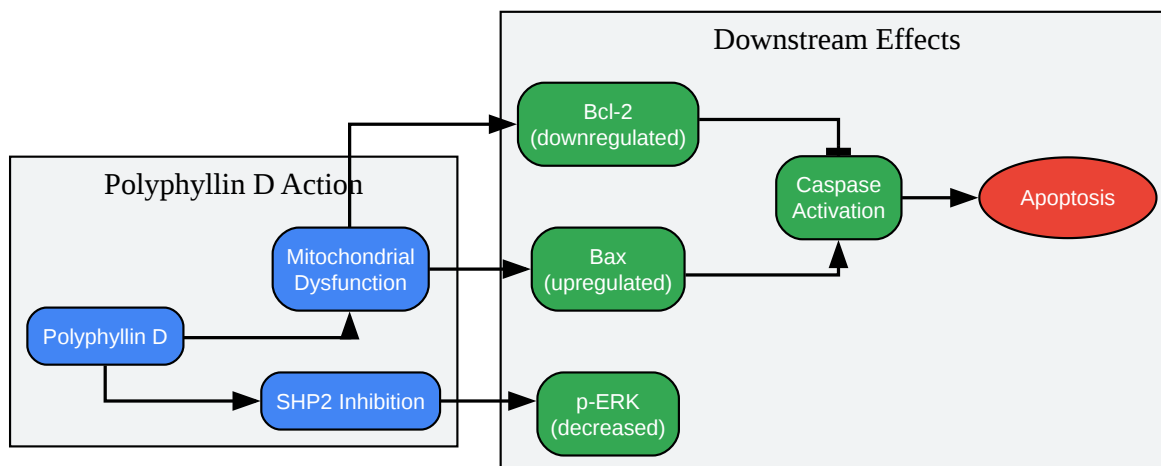 Downstream Effects
Bcl-2
(downregulated)
Polyphyllin D Action
Caspase
Activation
Apoptosis
Mitochondrial
Dysfunction
Bax
(upregulated)
Polyphyllin D
SHP2 Inhibition
p-ERK
(decreased)